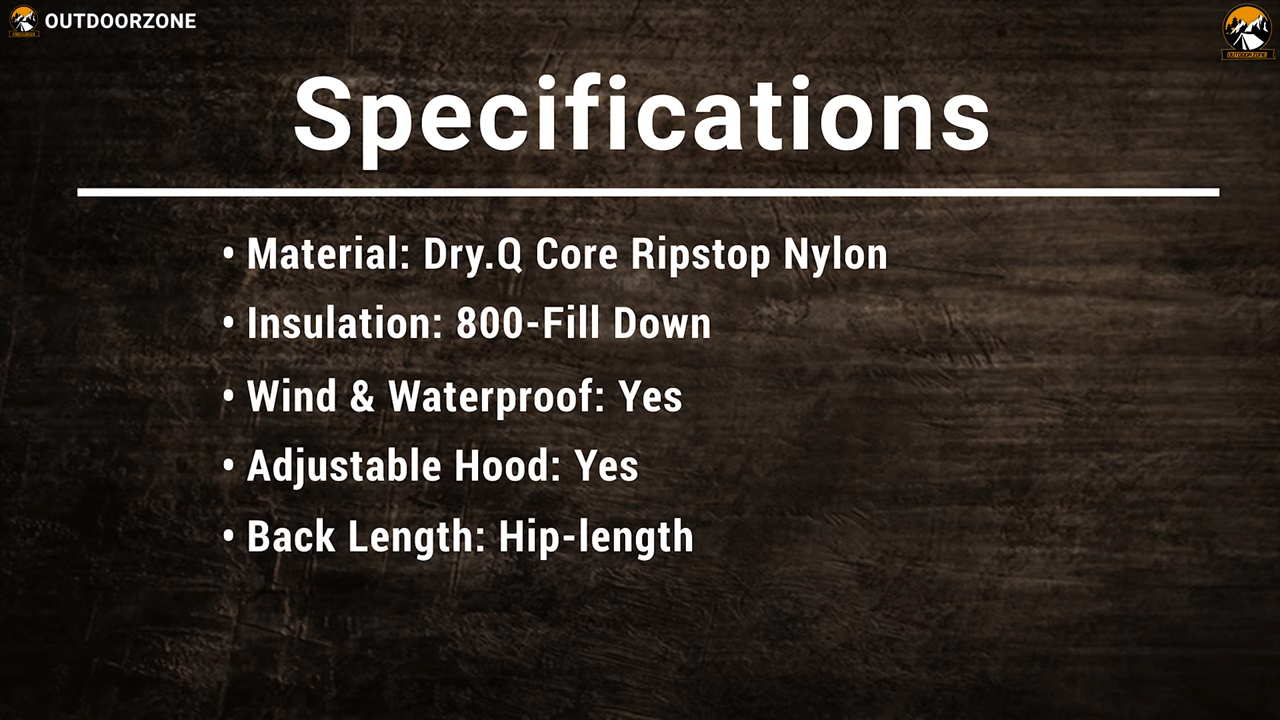 OUTDOORZONE
Specifications
• Material: Dry.Q Core Ripstop Nylon
• Insulation: 800-Fill Down
• Wind & Waterproof: Yes
• Adjustable Hood: Yes
• Back Length: Hip-length
OUTDOORZONE